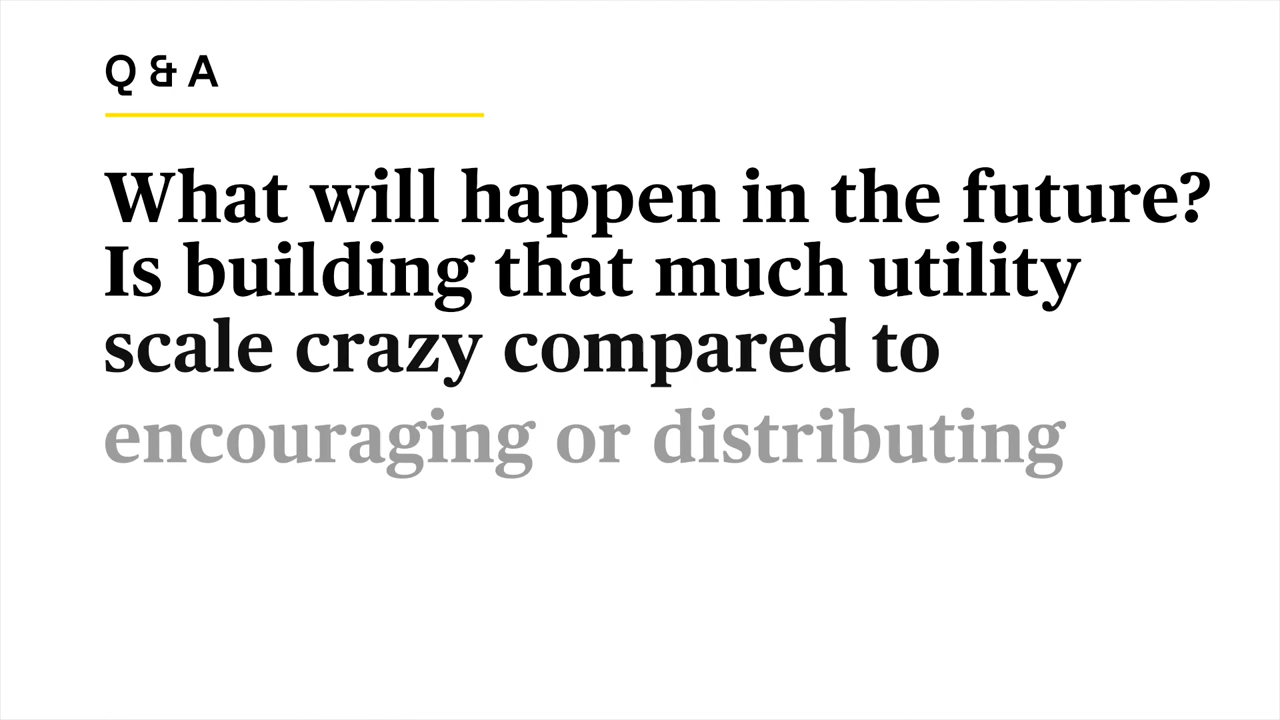 Q & A
What will happen in the future?
Is building that much utility
scale crazy compared to
encouraging or distributing